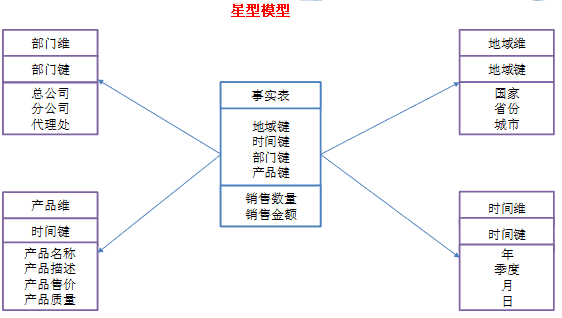 星型模型
部门维
部门键
总公司
分公司
代理处
地域维
地域键
国家
省份
城市
事实表
地域键
时间键
部门键
产品键
销售数量
销售金额
产品维
时间键
产品名称
产品描述
产品售价
产品质量
时间维
时间键
年
季度
月
日